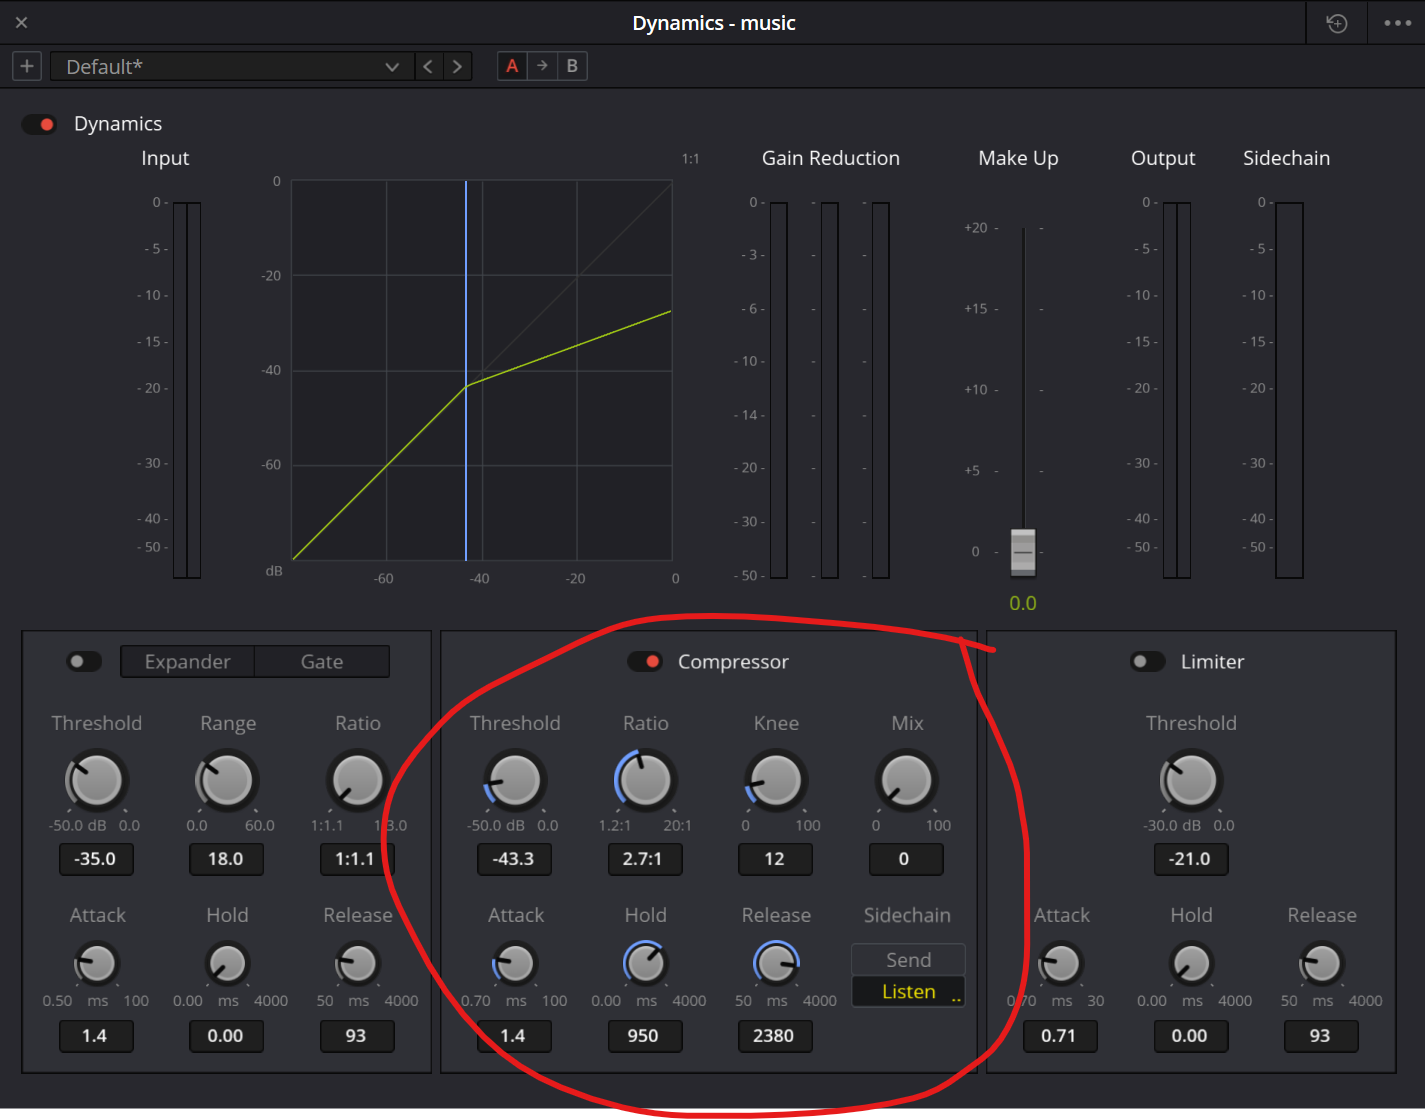 Dynamics - music
Default*
A B
Dynamics
Input 1:1 Gain Reduction Make Up Output Sidechain
0 -
- 5 -
- 10 -
- 15 -
- 20 -
- 30 -
- 40 -
- 50 -
0
-20
-40
-60
dB
-60 -40 -20 0
0 -
- 3 -
- 6 -
- 10 -
- 14 -
- 20 -
- 30 -
- 50 -
+20 -
+15 -
+10 -
+5 -
0 -
0.0
0 -
- 5 -
- 10 -
- 15 -
- 20 -
- 30 -
- 40 -
- 50 -
0 -
- 5 -
- 10 -
- 15 -
- 20 -
- 30 -
- 40 -
- 50 -
Expander Gate
Threshold Range Ratio
-50.0 dB 0.0 0.0 60.0 1:1.1 1:3.0
-35.0 18.0 1:1.1
Attack Hold Release
0.50 ms 100 0.00 ms 4000 50 ms 4000
1.4 0.00 93
Compressor
Threshold Ratio Knee Mix
-50.0 dB 0.0 1.2:1 20:1 0 100 0 100
-43.3 2.7:1 12 0
Attack Hold Release Sidechain
Send
Listen ..
0.70 ms 100 0.00 ms 4000 50 ms 4000
1.4 950 2380
Limiter
Threshold
-30.0 dB 0.0
-21.0
Attack Hold Release
0.70 ms 30 0.00 ms 4000 50 ms 4000
0.71 0.00 93